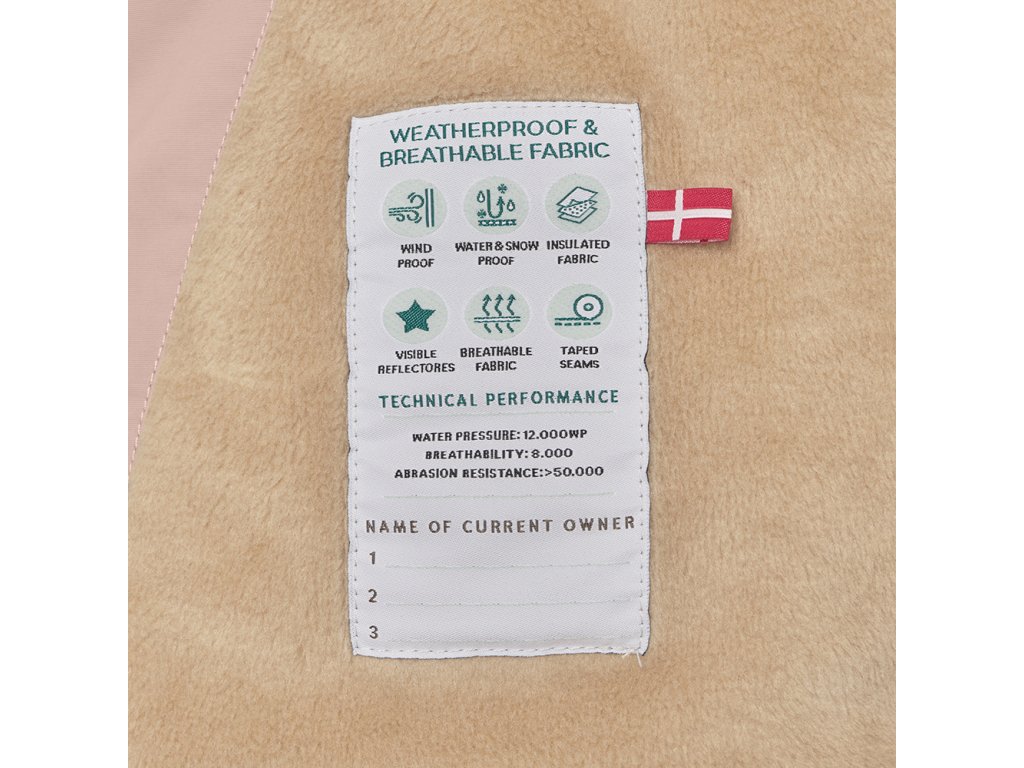 WEATHERPROOF &
BREATHABLE FABRIC
WIND
PROOF
WATER & SNOW
PROOF
INSULATED
FABRIC
VISIBLE
REFLECTORES
BREATHABLE
FABRIC
TAPED
SEAMS
TECHNICAL PERFORMANCE
WATER PRESSURE: 12.000WP
BREATHABILITY: 8.000
ABRASION RESISTANCE:>50.000
NAME OF CURRENT OWNER
1
2
3